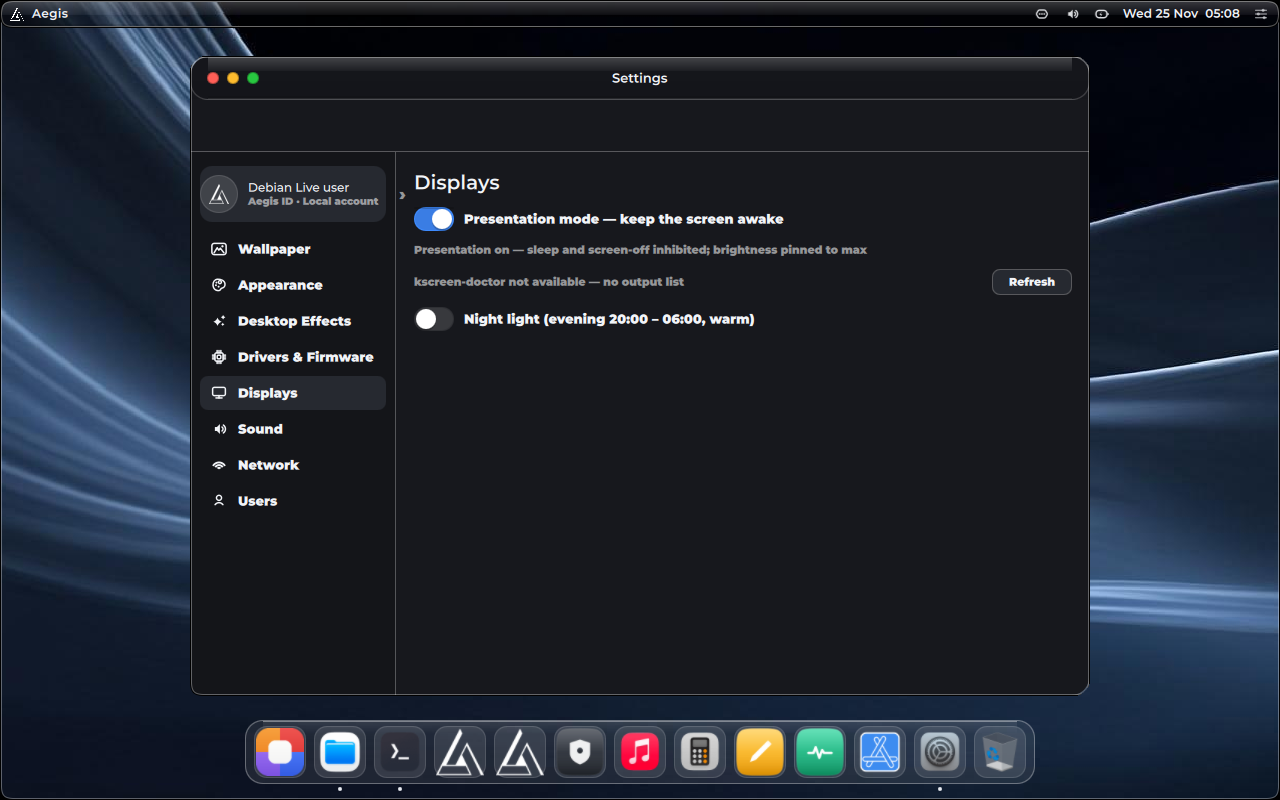 Aegis
Wed 25 Nov 05:08
Settings
Debian Live user
Aegis ID · Local account
Wallpaper
Appearance
Desktop Effects
Drivers & Firmware
Displays
Sound
Network
Users
Displays
Presentation mode — keep the screen awake
Presentation on — sleep and screen-off inhibited; brightness pinned to max
kscreen-doctor not available — no output list
Refresh
Night light (evening 20:00 – 06:00, warm)